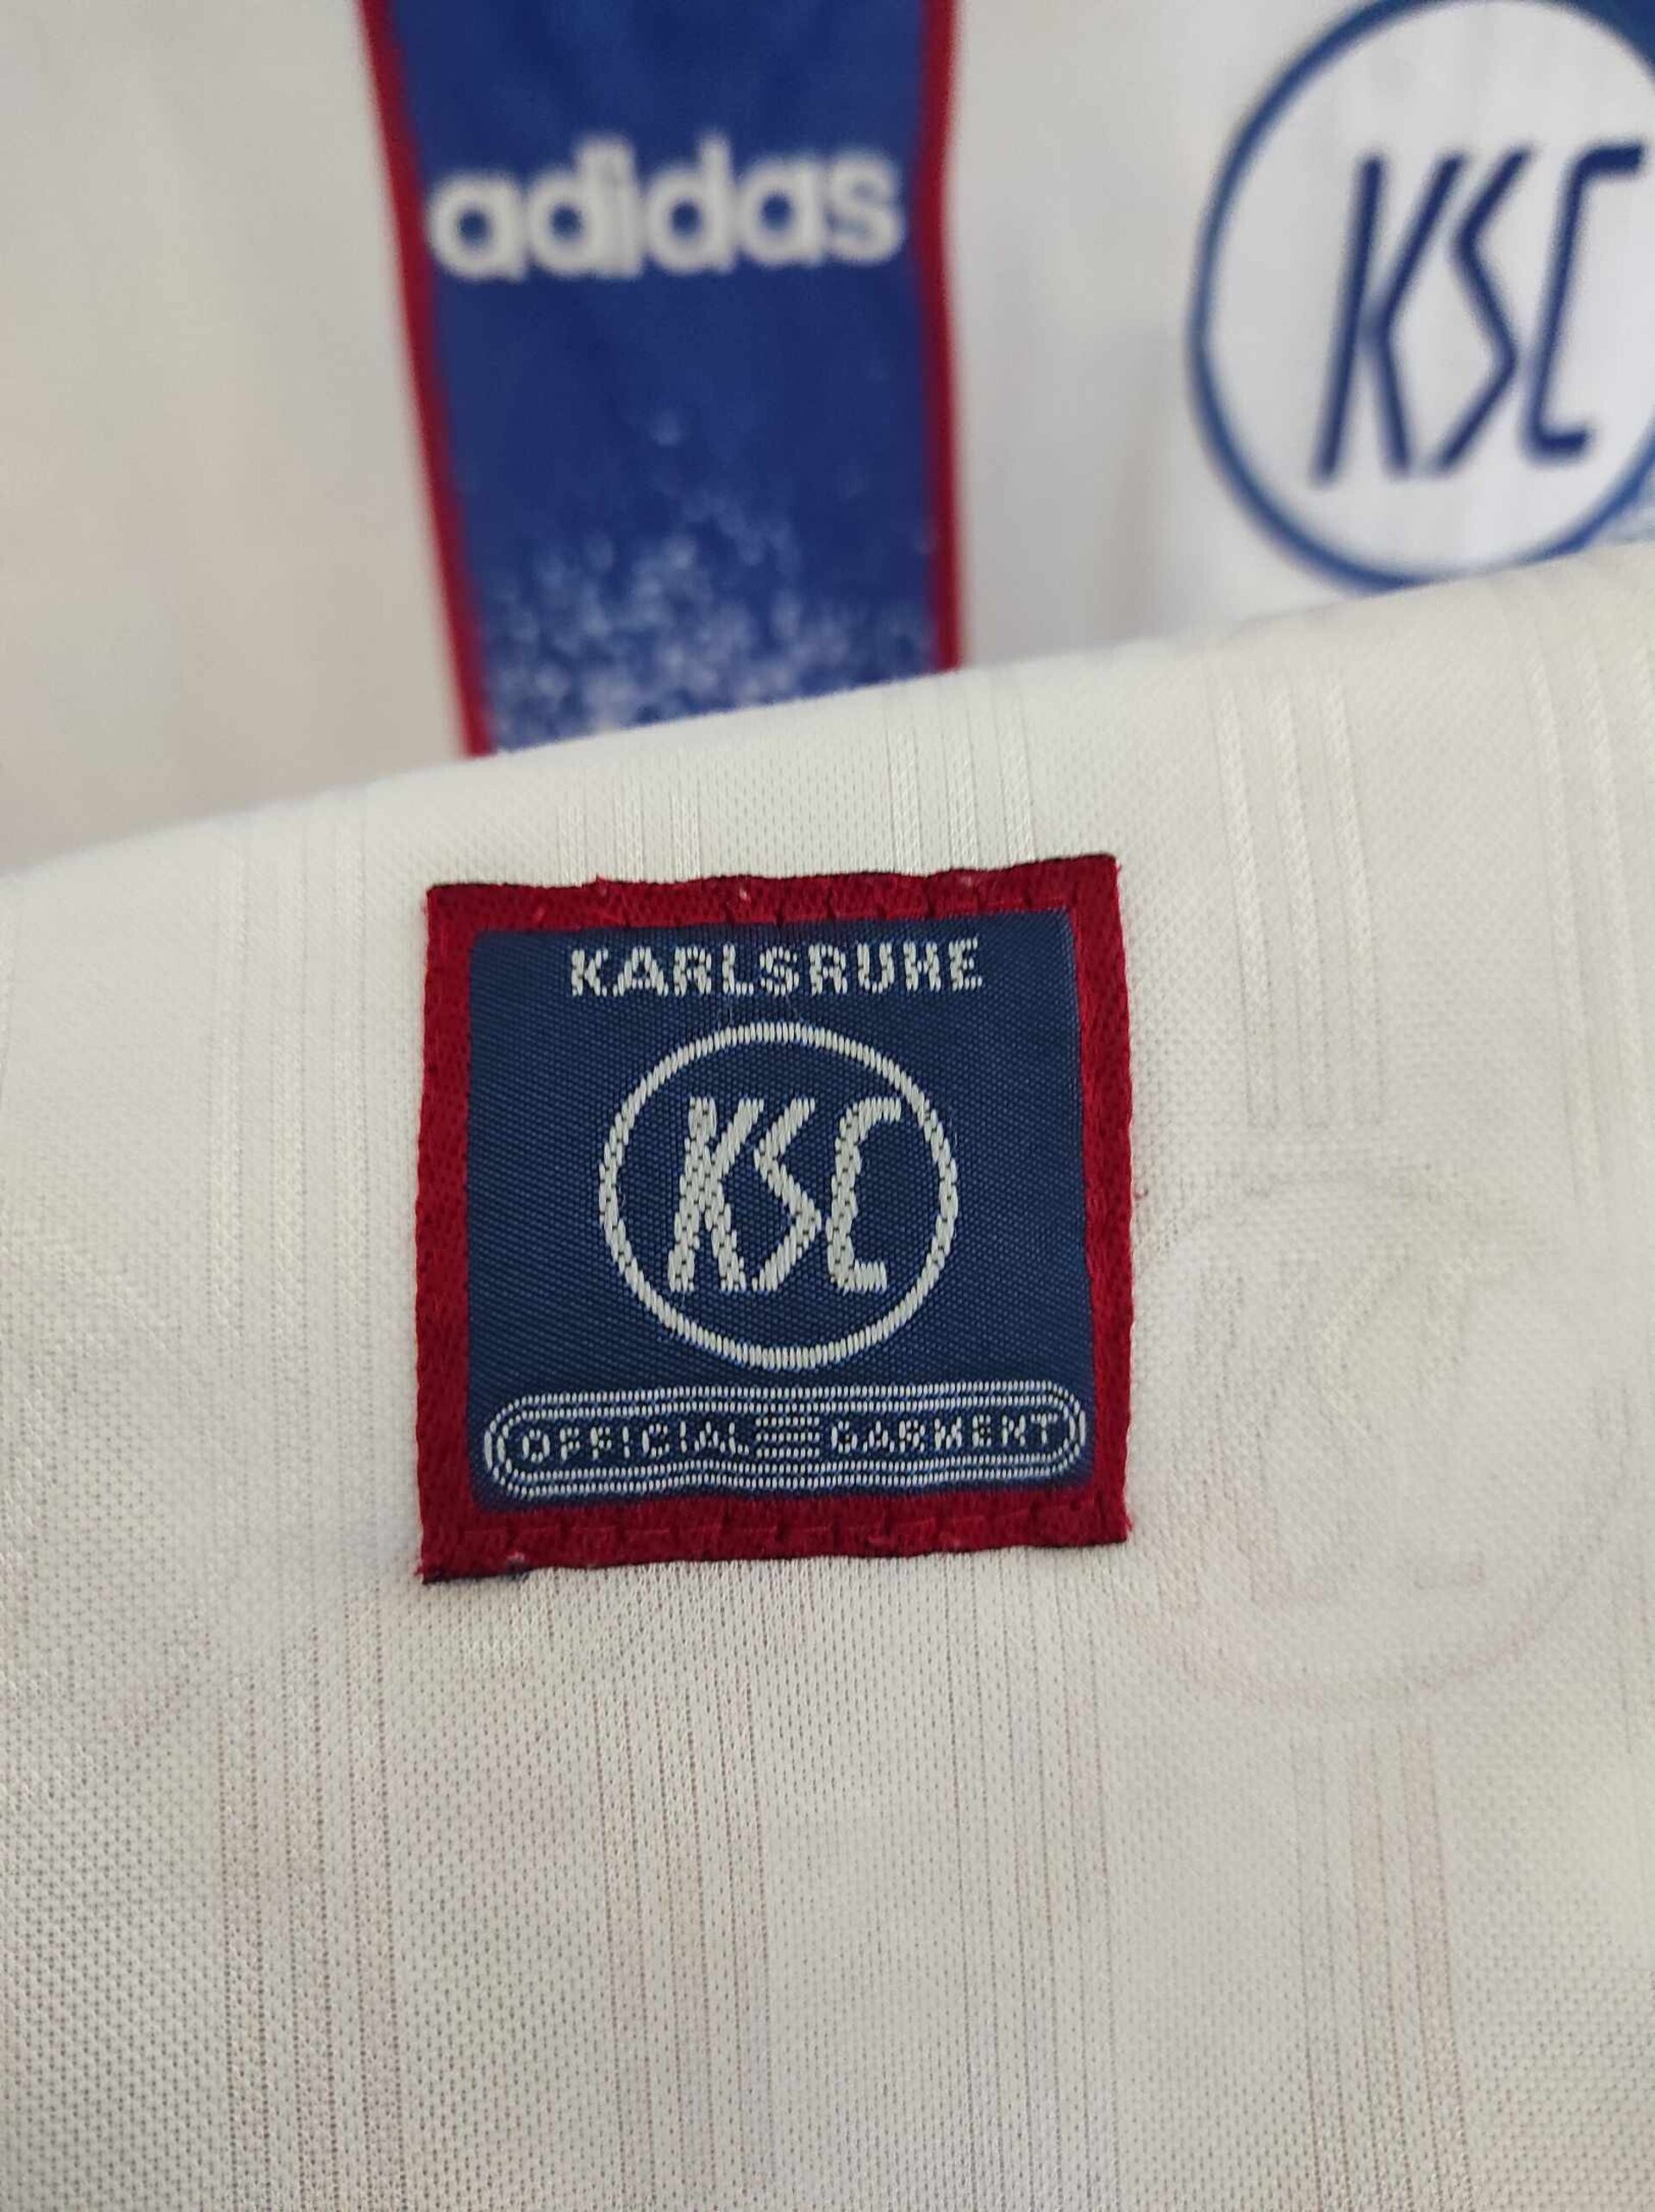 adidas
KSC
KARLSRUHE
KSC
OFFICIAL GARMENT